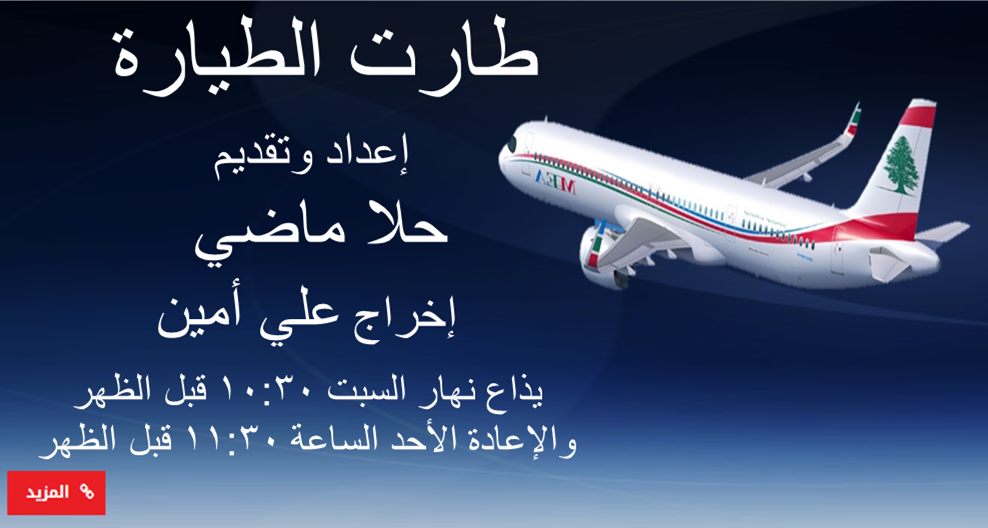 طارت الطيارة
إعداد وتقديم
حلا ماضي
إخراج علي أمين
يذاع نهار السبت ١٠:٣٠ قبل الظهر
والإعادة الأحد الساعة ١١:٣٠ قبل الظهر
المزيد
MEA